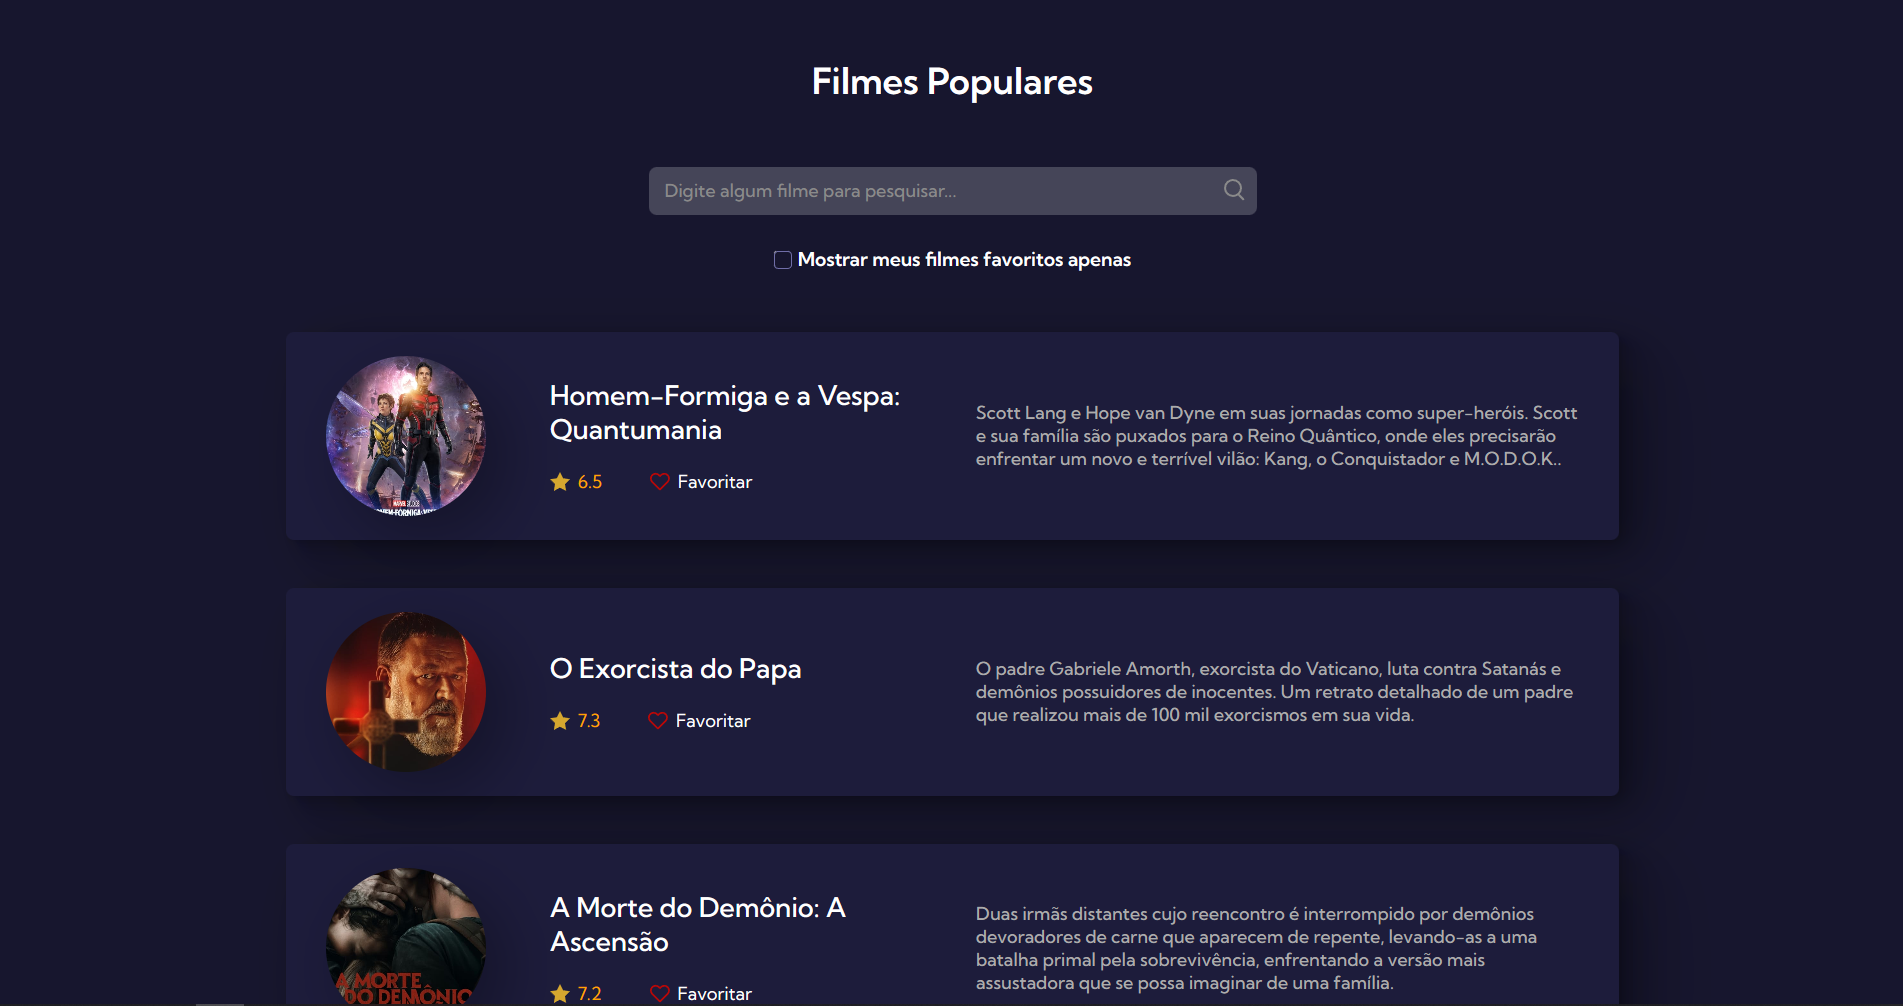 Filmes Populares
Digite algum filme para pesquisar...
Mostrar meus filmes favoritos apenas
Homem-Formiga e a Vespa:
Quantumania
6.5 Favoritar
Scott Lang e Hope van Dyne em suas jornadas como super-heróis. Scott
e sua família são puxados para o Reino Quântico, onde eles precisarão
enfrentar um novo e terrível vilão: Kang, o Conquistador e M.O.D.O.K..
O Exorcista do Papa
7.3 Favoritar
O padre Gabriele Amorth, exorcista do Vaticano, luta contra Satanás e
demônios possuidores de inocentes. Um retrato detalhado de um padre
que realizou mais de 100 mil exorcismos em sua vida.
A MORTE
DO DEMÔNIO
A Morte do Demônio: A
Ascensão
7.2 Favoritar
Duas irmãs distantes cujo reencontro é interrompido por demônios
devoradores de carne que aparecem de repente, levando-as a uma
batalha primal pela sobrevivência, enfrentando a versão mais
assustadora que se possa imaginar de uma família.